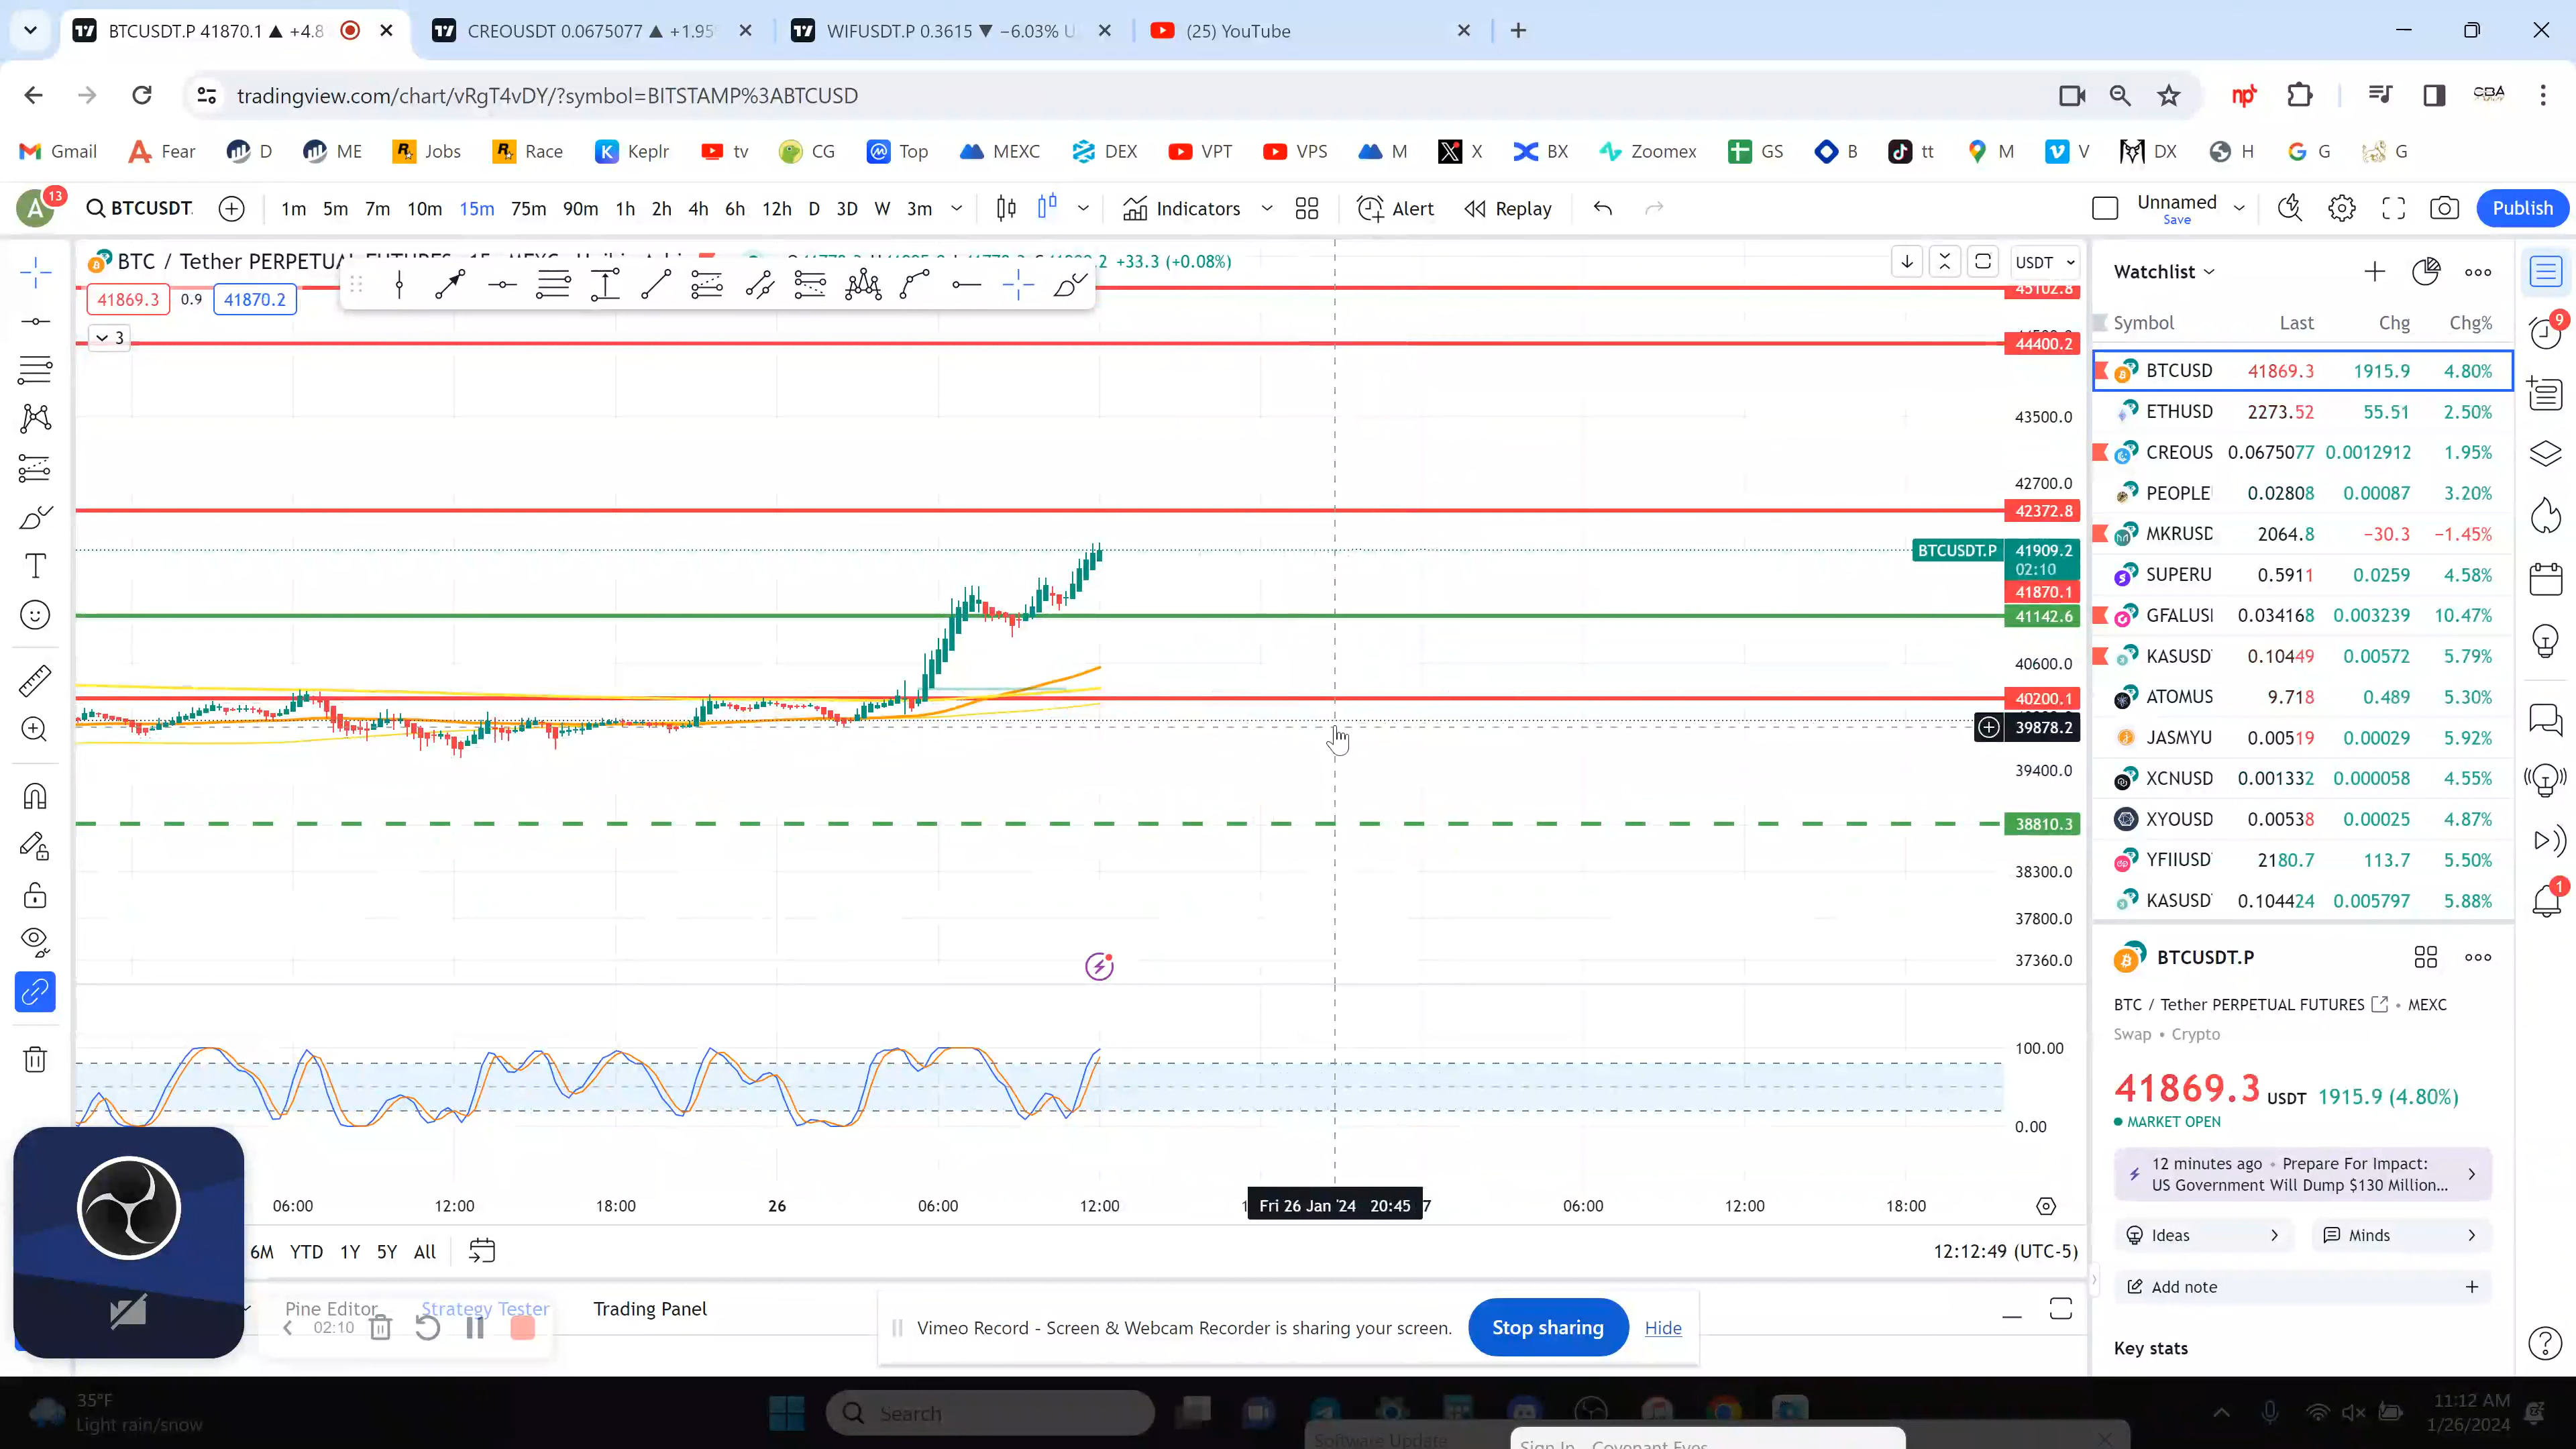 BTCUSDT.P 41870.1 ▲ +4.8
CREOUSDT 0.0675077 ▲ +1.95
WIFUSDT.P 0.3615 ▼ −6.03% U
(25) YouTube
tradingview.com/chart/vRgT4vDY/?symbol=BITSTAMP%3ABTCUSD
Gmail Fear D ME Jobs Race Keplr tv CG Top MEXC DEX VPT VPS M X BX Zoomex GS B tt M V DX H G G
A 13 BTCUSDT. 1m 5m 7m 10m 15m 75m 90m 1h 2h 4h 6h 12h D 3D W 3m Indicators Alert Replay Unnamed Save Publish
BTC / Tether PERPETUAL +33.3 (+0.08%) USDT
41869.3 0.9 41870.2
3
45102.8
44400.2
43500.0
42700.0
42372.8
BTCUSDT.P 41909.2
02:10
41870.1
41142.6
40600.0
40200.1
39878.2
39400.0
38810.3
38300.0
37800.0
37360.0
100.00
0.00
06:00 12:00 18:00 26 06:00 12:00 Fri 26 Jan '24 20:45 7 06:00 12:00 18:00
6M YTD 1Y 5Y All
12:12:49 (UTC-5)
Pine Editor Strategy Tester Trading Panel
02:10
Vimeo Record - Screen & Webcam Recorder is sharing your screen. Stop sharing Hide
Watchlist
Symbol Last Chg Chg%
BTCUSD 41869.3 1915.9 4.80%
ETHUSD 2273.52 55.51 2.50%
CREOUS 0.0675077 0.0012912 1.95%
PEOPLE 0.02808 0.00087 3.20%
MKRUSD 2064.8 −30.3 −1.45%
SUPERU 0.5911 0.0259 4.58%
GFALUSI 0.034168 0.003239 10.47%
KASUSD 0.10449 0.00572 5.79%
ATOMUS 9.718 0.489 5.30%
JASMYU 0.00519 0.00029 5.92%
XCNUSD 0.001332 0.000058 4.55%
XYOUSD 0.00538 0.00025 4.87%
YFIIUSD 2180.7 113.7 5.50%
KASUSD 0.104424 0.005797 5.88%
BTCUSDT.P
BTC / Tether PERPETUAL FUTURES • MEXC
Swap • Crypto
41869.3 USDT 1915.9 (4.80%)
MARKET OPEN
12 minutes ago • Prepare For Impact:
US Government Will Dump $130 Million...
Ideas Minds
Add note
Key stats
9
1
35°F
Light rain/snow
Search
Software Update
Sign In - Covenant Eyes
11:12 AM
1/26/2024